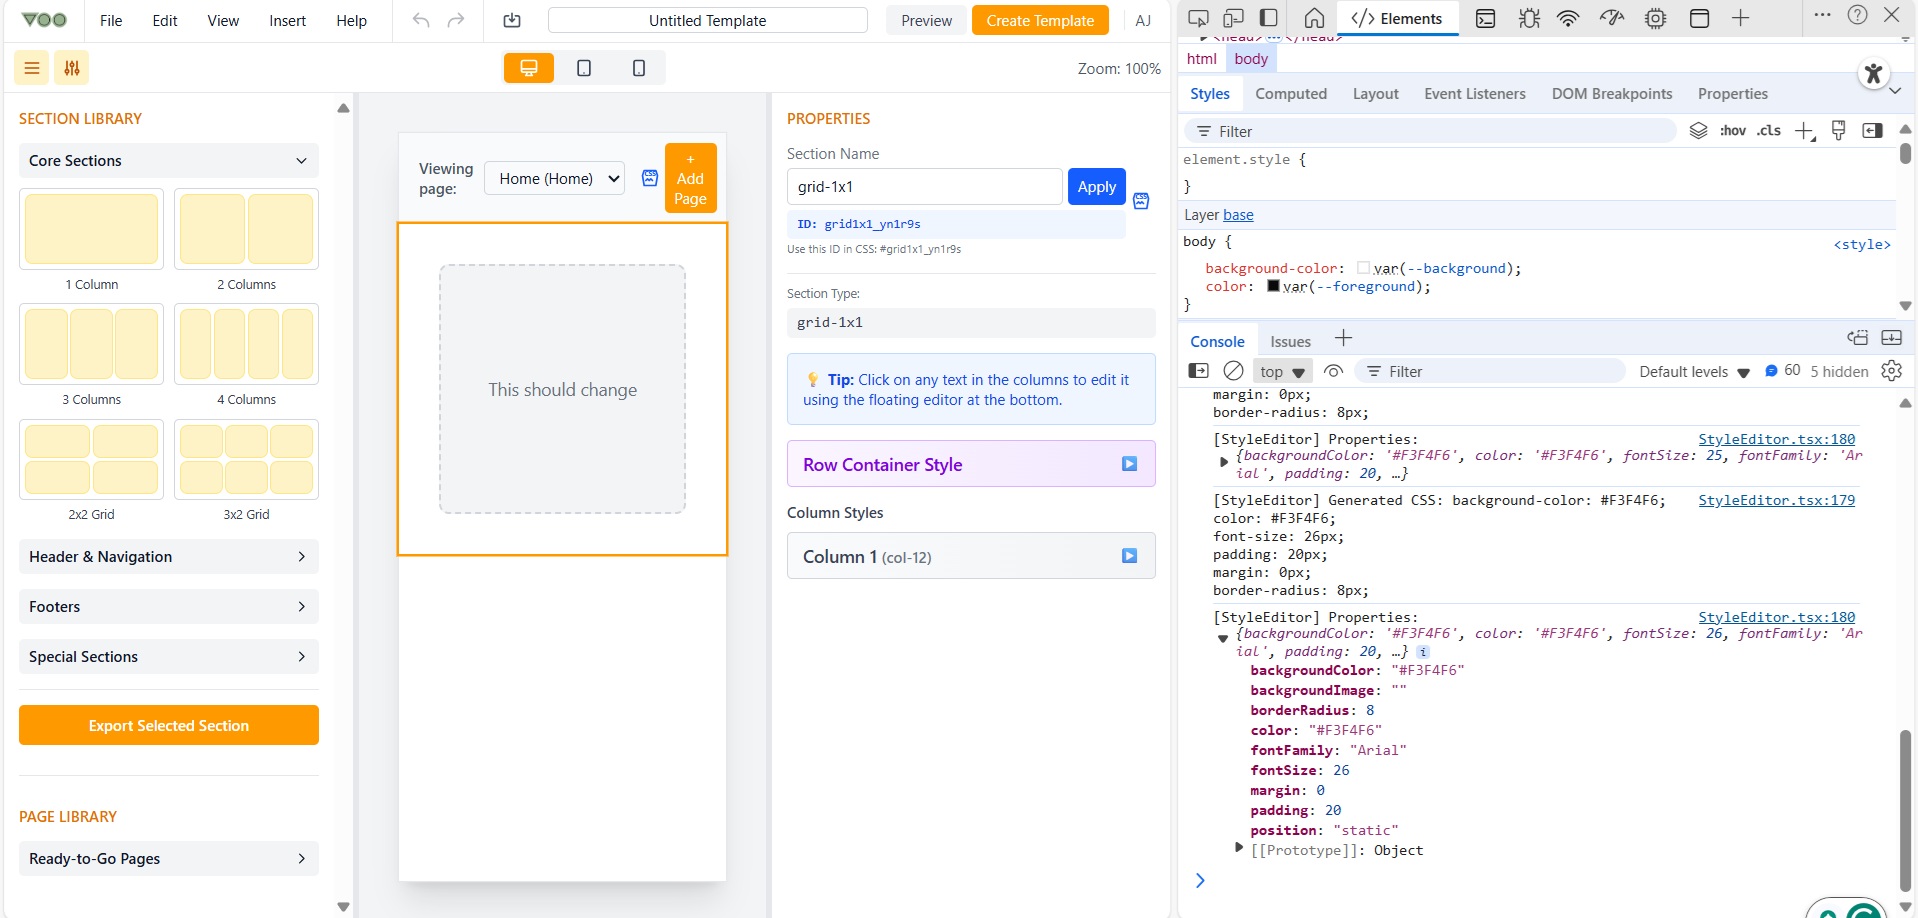 VOO
File Edit View Insert Help
Untitled Template
Preview
Create Template
AJ
Zoom: 100%
SECTION LIBRARY
Core Sections
1 Column
2 Columns
3 Columns
4 Columns
2x2 Grid
3x2 Grid
Header & Navigation
Footers
Special Sections
Export Selected Section
PAGE LIBRARY
Ready-to-Go Pages
Viewing
page:
Home (Home)
CSS
+
Add
Page
This should change
PROPERTIES
Section Name
grid-1x1
Apply
CSS
ID: grid1x1_yn1r9s
Use this ID in CSS: #grid1x1_yn1r9s
Section Type:
grid-1x1
💡 Tip: Click on any text in the columns to edit it
using the floating editor at the bottom.
Row Container Style
Column Styles
Column 1 (col-12)
</> Elements
<head> … </head>
html body
Styles Computed Layout Event Listeners DOM Breakpoints Properties
Filter
:hov .cls
element.style {
}
Layer base
body {
<style>
background-color: var(--background);
color: var(--foreground);
}
Console Issues
top
Filter
Default levels
60
5 hidden
margin: 0px;
border-radius: 8px;
[StyleEditor] Properties: StyleEditor.tsx:180
{backgroundColor: '#F3F4F6', color: '#F3F4F6', fontSize: 25, fontFamily: 'Ar
ial', padding: 20, …}
[StyleEditor] Generated CSS: background-color: #F3F4F6; StyleEditor.tsx:179
color: #F3F4F6;
font-size: 26px;
padding: 20px;
margin: 0px;
border-radius: 8px;
[StyleEditor] Properties: StyleEditor.tsx:180
{backgroundColor: '#F3F4F6', color: '#F3F4F6', fontSize: 26, fontFamily: 'Ar
ial', padding: 20, …} i
backgroundColor: "#F3F4F6"
backgroundImage: ""
borderRadius: 8
color: "#F3F4F6"
fontFamily: "Arial"
fontSize: 26
margin: 0
padding: 20
position: "static"
[[Prototype]]: Object